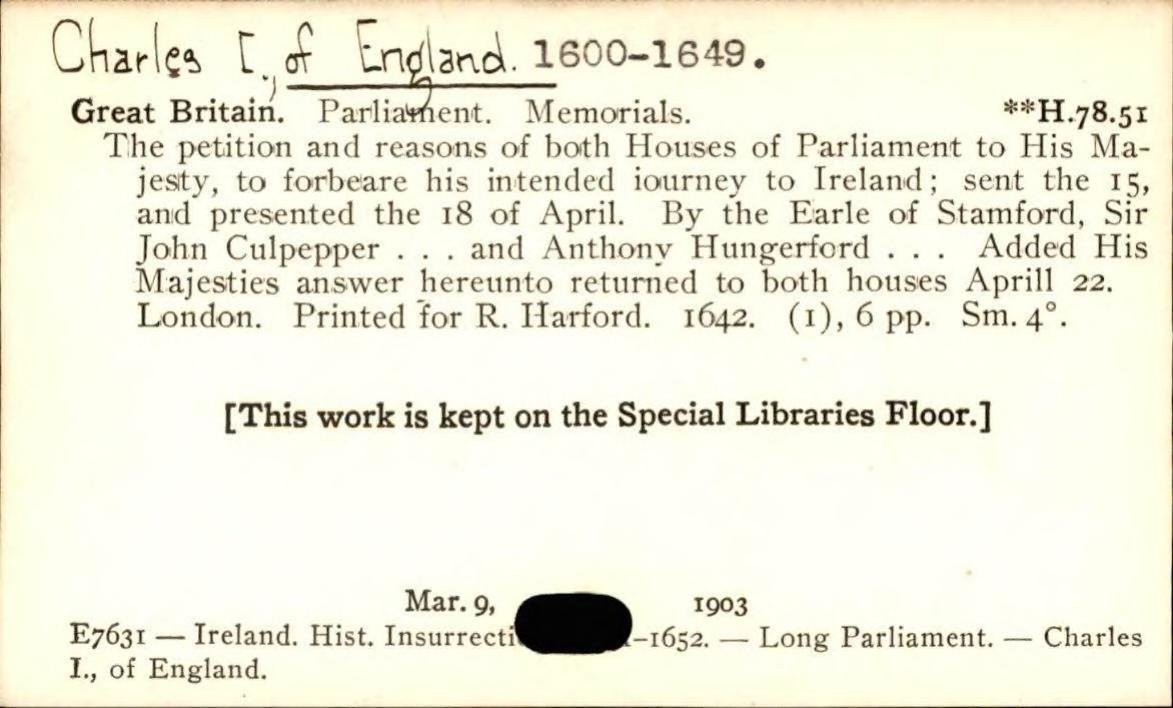 Charles I., of England. 1600-1649.
Great Britain. Parliament. Memorials. **H.78.51
The petition and reasons of both Houses of Parliament to His Ma-
jesty, to forbeare his intended iourney to Ireland; sent the 15,
and presented the 18 of April. By the Earle of Stamford, Sir
John Culpepper . . . and Anthony Hungerford . . . Added His
Majesties answer hereunto returned to both houses Aprill 22.
London. Printed for R. Harford. 1642. (1), 6 pp. Sm. 4°.
[This work is kept on the Special Libraries Floor.]
Mar. 9, 1903
E7631 — Ireland. Hist. Insurrecti -1652. — Long Parliament. — Charles
I., of England.